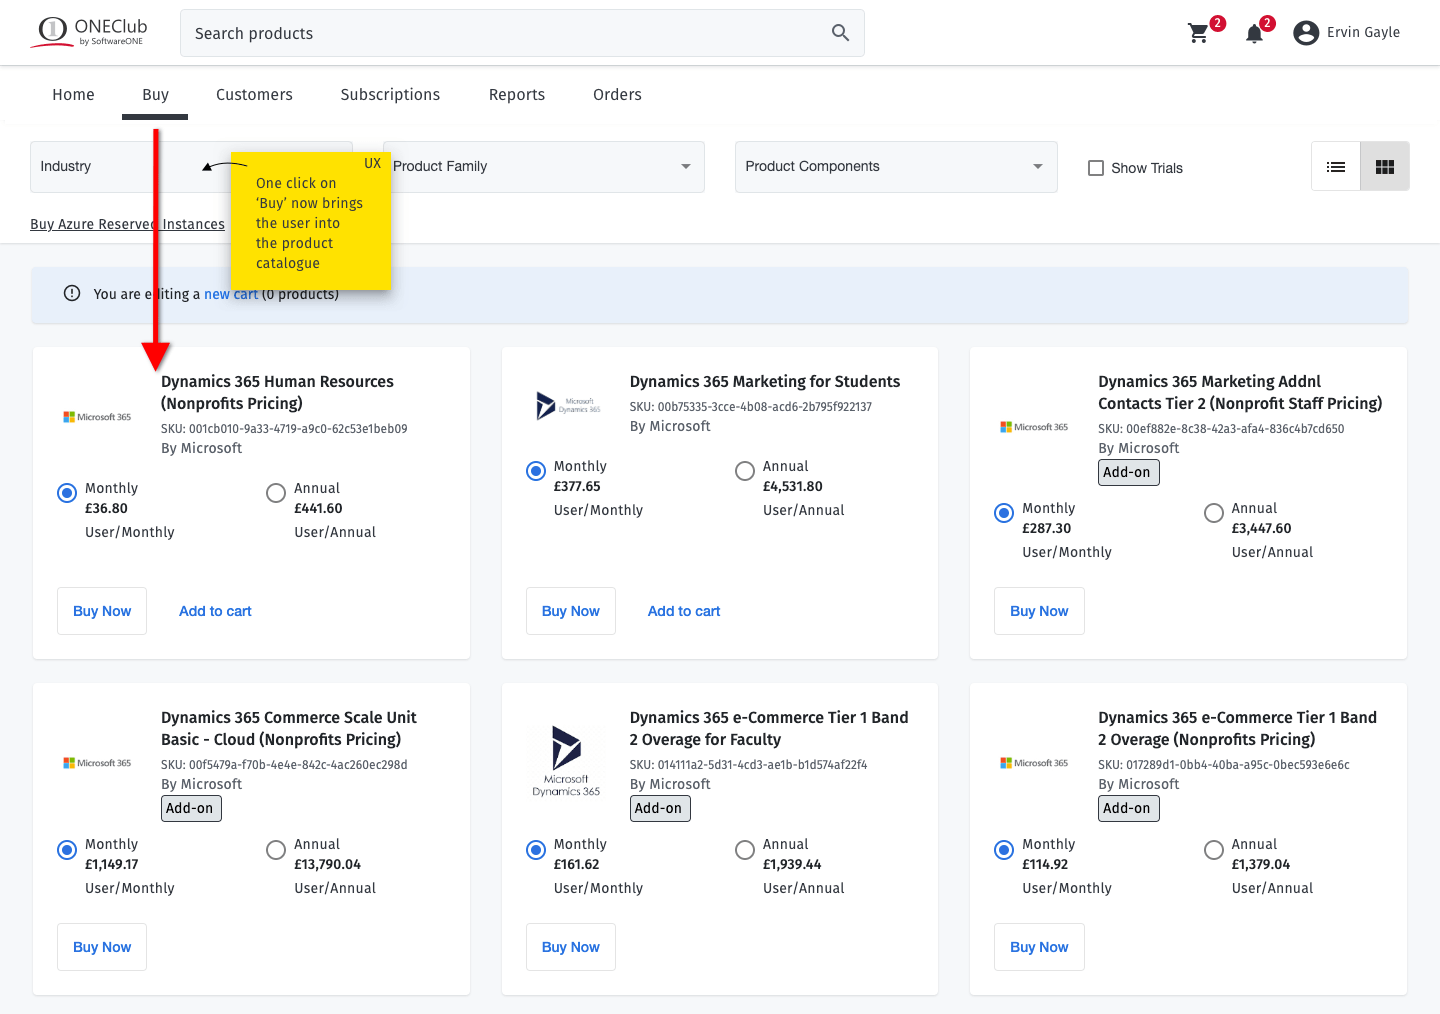 ONEClub
by SoftwareONE
Search products
2
2
Ervin Gayle
Home
Buy
Customers
Subscriptions
Reports
Orders
Industry
UX
One click on
‘Buy’ now brings
the user into
the product
catalogue
Product Family
Product Components
Show Trials
Buy Azure Reserved Instances
You are editing a new cart (0 products)
Microsoft 365
Dynamics 365 Human Resources
(Nonprofits Pricing)
SKU: 001cb010-9a33-4719-a9c0-62c53e1beb09
By Microsoft
Monthly
£36.80
User/Monthly
Annual
£441.60
User/Annual
Buy Now
Add to cart
Microsoft
Dynamics 365
Dynamics 365 Marketing for Students
SKU: 00b75335-3cce-4b08-acd6-2b795f922137
By Microsoft
Monthly
£377.65
User/Monthly
Annual
£4,531.80
User/Annual
Buy Now
Add to cart
Microsoft 365
Dynamics 365 Marketing Addnl
Contacts Tier 2 (Nonprofit Staff Pricing)
SKU: 00ef882e-8c38-42a3-afa4-836c4b7cd650
By Microsoft
Add-on
Monthly
£287.30
User/Monthly
Annual
£3,447.60
User/Annual
Buy Now
Microsoft 365
Dynamics 365 Commerce Scale Unit
Basic - Cloud (Nonprofits Pricing)
SKU: 00f5479a-f70b-4e4e-842c-4ac260ec298d
By Microsoft
Add-on
Monthly
£1,149.17
User/Monthly
Annual
£13,790.04
User/Annual
Buy Now
Microsoft
Dynamics 365
Dynamics 365 e-Commerce Tier 1 Band
2 Overage for Faculty
SKU: 014111a2-5d31-4cd3-ae1b-b1d574af22f4
By Microsoft
Add-on
Monthly
£161.62
User/Monthly
Annual
£1,939.44
User/Annual
Buy Now
Microsoft 365
Dynamics 365 e-Commerce Tier 1 Band
2 Overage (Nonprofits Pricing)
SKU: 017289d1-0bb4-40ba-a95c-0bec593e6e6c
By Microsoft
Add-on
Monthly
£114.92
User/Monthly
Annual
£1,379.04
User/Annual
Buy Now